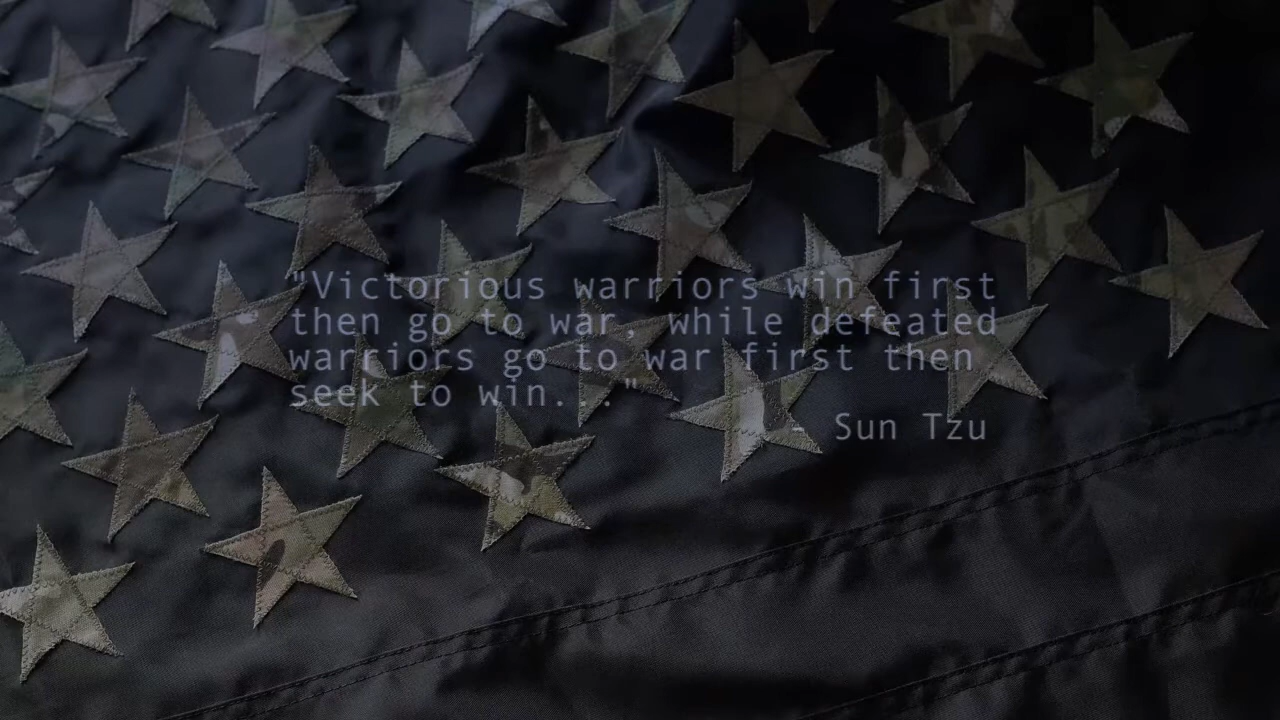 "Victorious warriors win first
then go to war, while defeated
warriors go to war first then
seek to win. ."
Sun Tzu